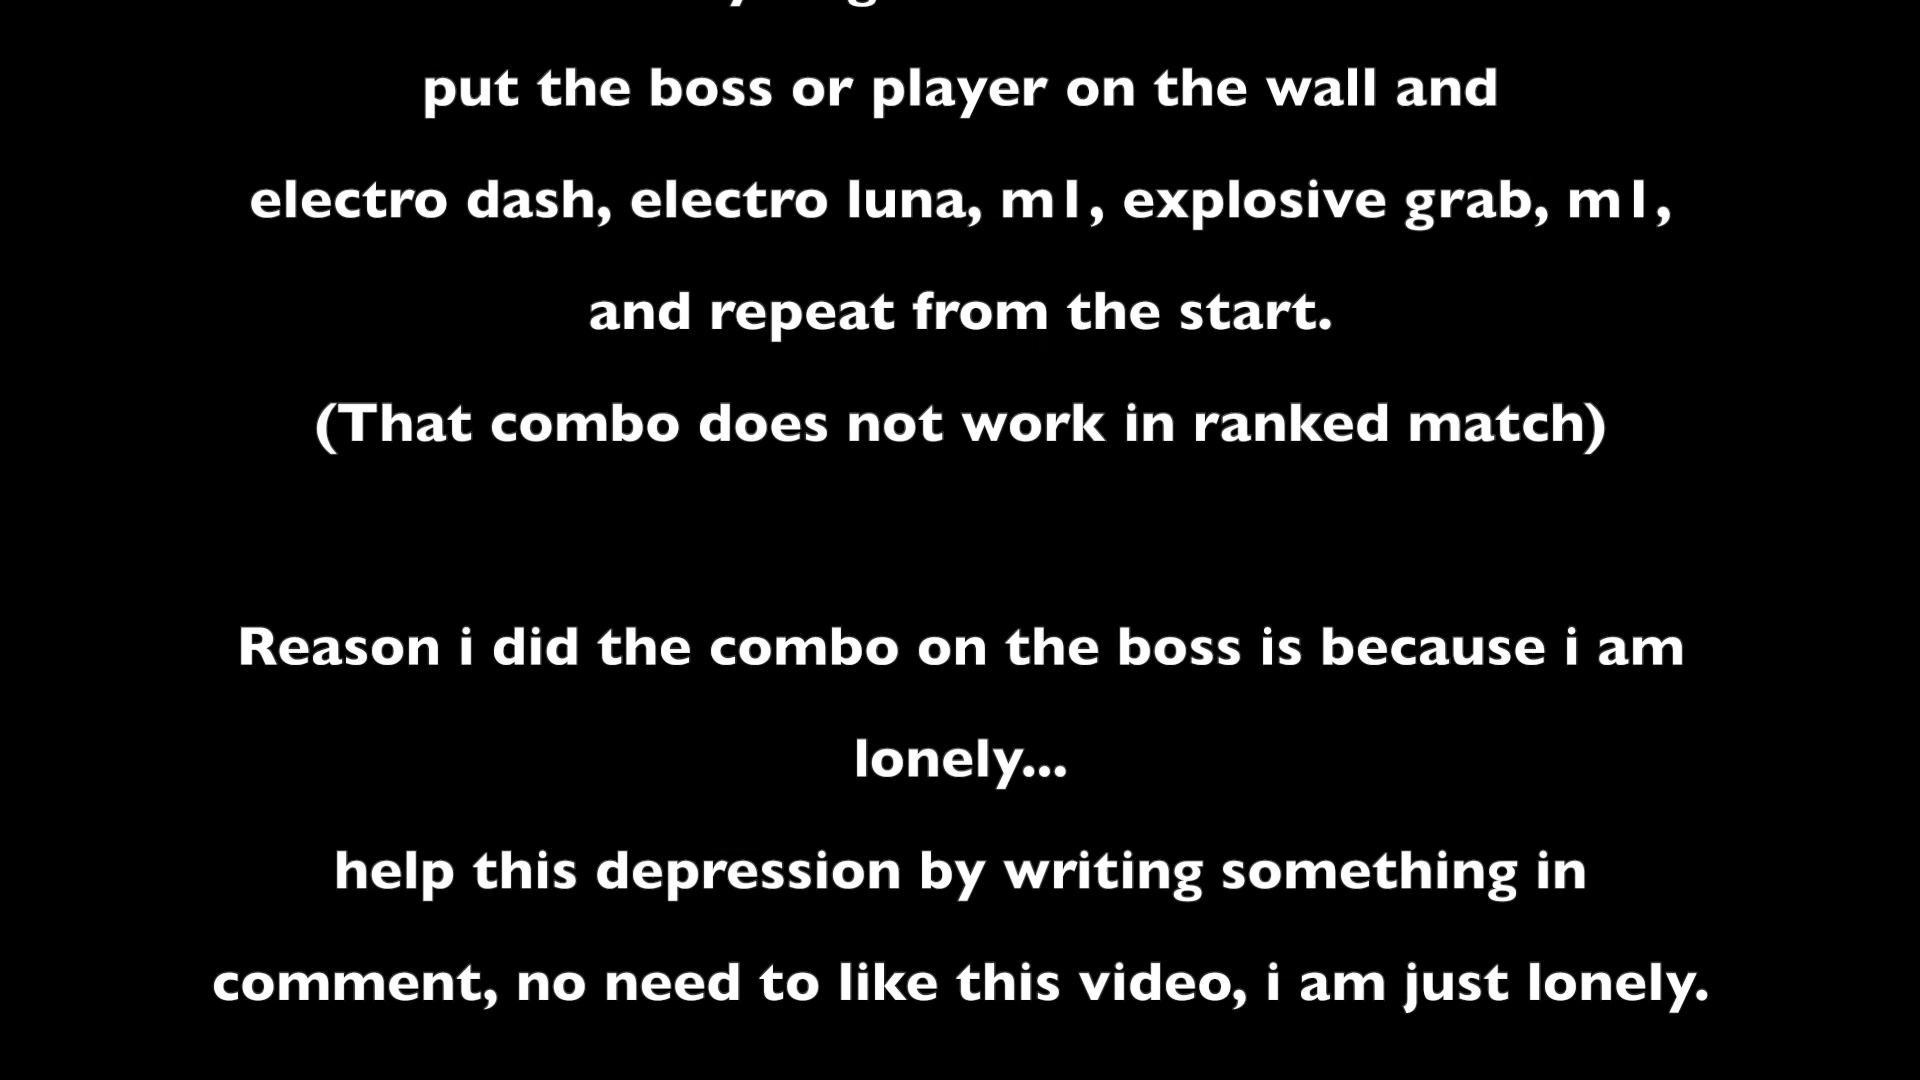 put the boss or player on the wall and
electro dash, electro luna, m1, explosive grab, m1,
and repeat from the start.
(That combo does not work in ranked match)
Reason i did the combo on the boss is because i am
lonely...
help this depression by writing something in
comment, no need to like this video, i am just lonely.